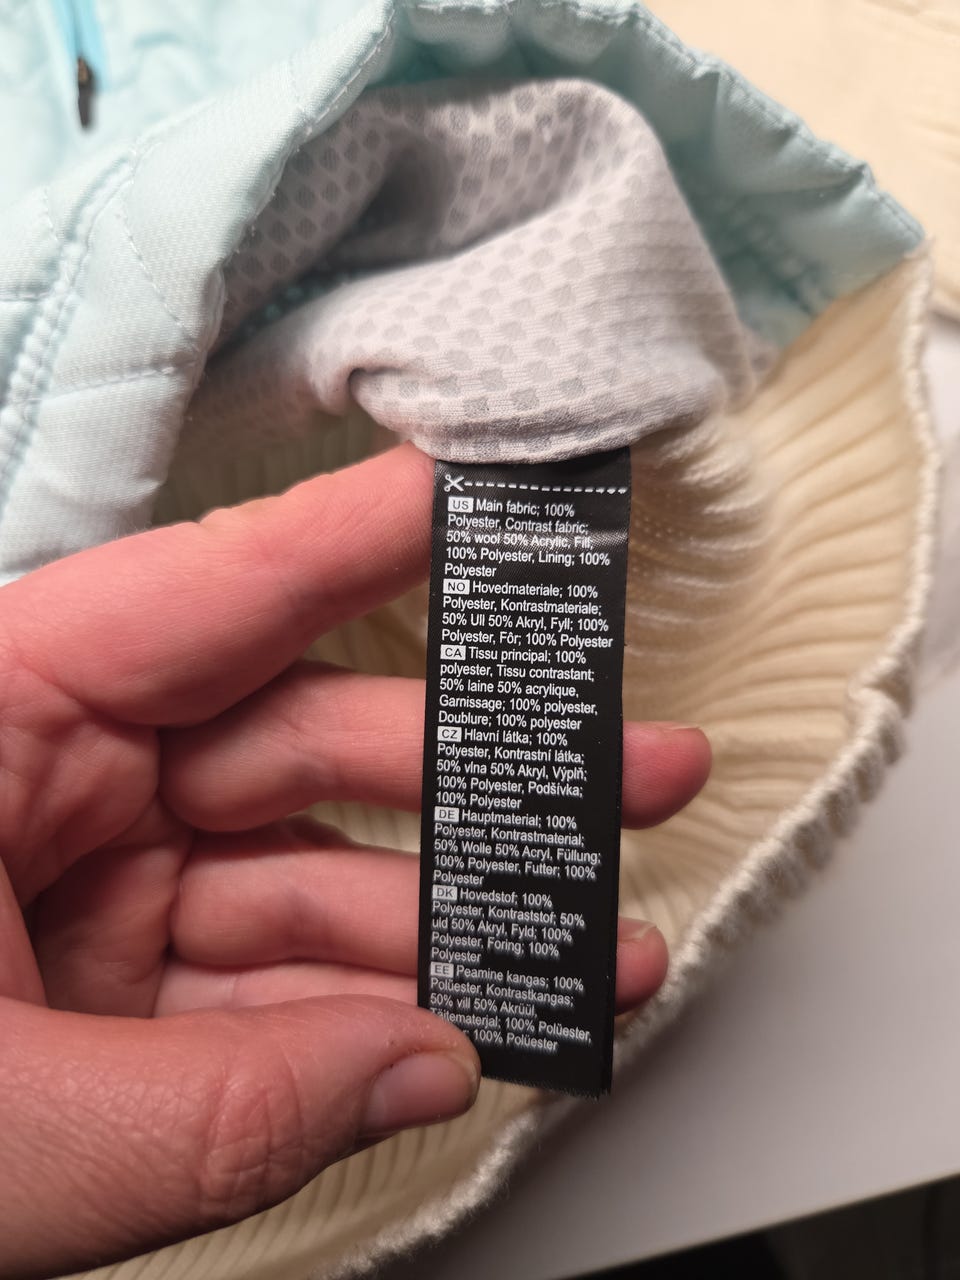 US Main fabric; 100%
Polyester, Contrast fabric;
50% wool 50% Acrylic, Fill,
100% Polyester, Lining; 100%
Polyester
NO Hovedmateriale; 100%
Polyester, Kontrastmateriale;
50% Ull 50% Akryl, Fyll; 100%
Polyester, Fôr; 100% Polyester
CA Tissu principal; 100%
polyester, Tissu contrastant;
50% laine 50% acrylique,
Garnissage; 100% polyester,
Doublure; 100% polyester
CZ Hlavní látka; 100%
Polyester, Kontrastní látka;
50% vlna 50% Akryl, Výplň;
100% Polyester, Podšívka;
100% Polyester
DE Hauptmaterial; 100%
Polyester, Kontrastmaterial;
50% Wolle 50% Acryl, Füllung;
100% Polyester, Futter; 100%
Polyester
DK Hovedstof; 100%
Polyester, Kontraststof; 50%
uld 50% Akryl, Fyld; 100%
Polyester, Foring; 100%
Polyester
EE Peamine kangas; 100%
Polüester, Kontrastkangas;
50% vill 50% Akrüül,
Täitematerjal; 100% Polüester,
100% Polüester